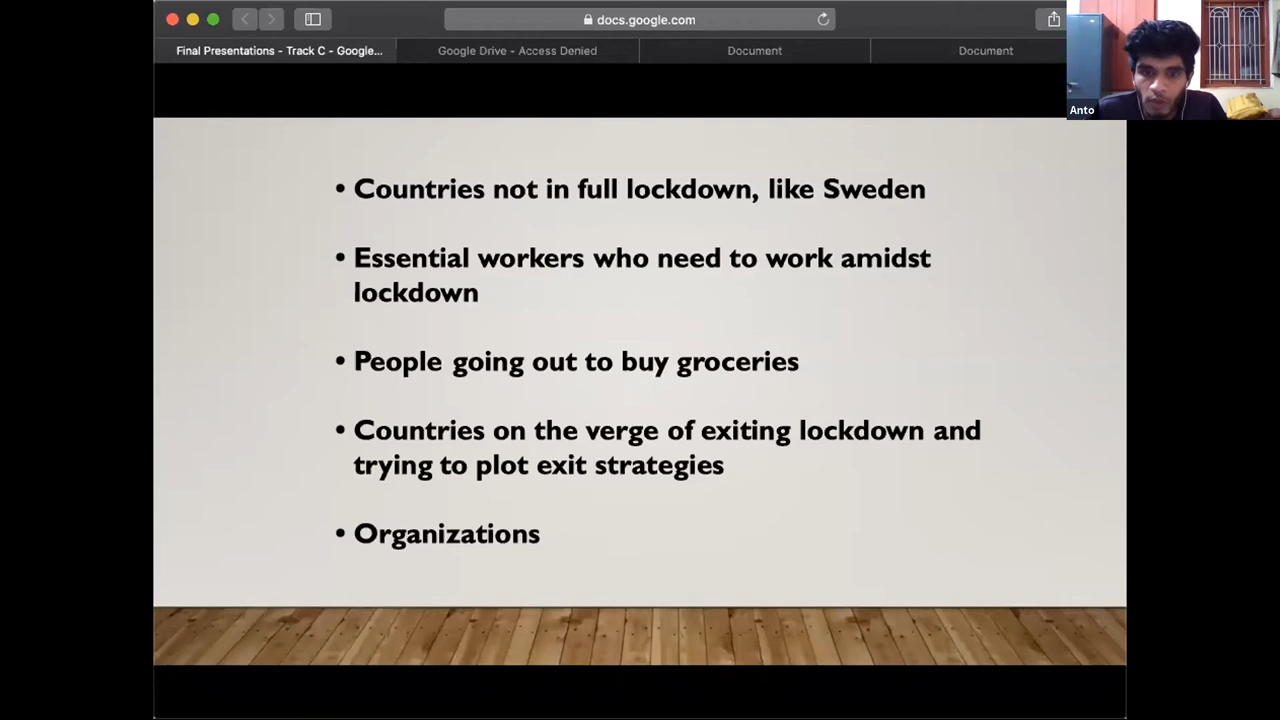 docs.google.com
Final Presentations - Track C - Google...
Google Drive - Access Denied
Document
Document
Anto
• Countries not in full lockdown, like Sweden
• Essential workers who need to work amidst
lockdown
• People going out to buy groceries
• Countries on the verge of exiting lockdown and
trying to plot exit strategies
• Organizations